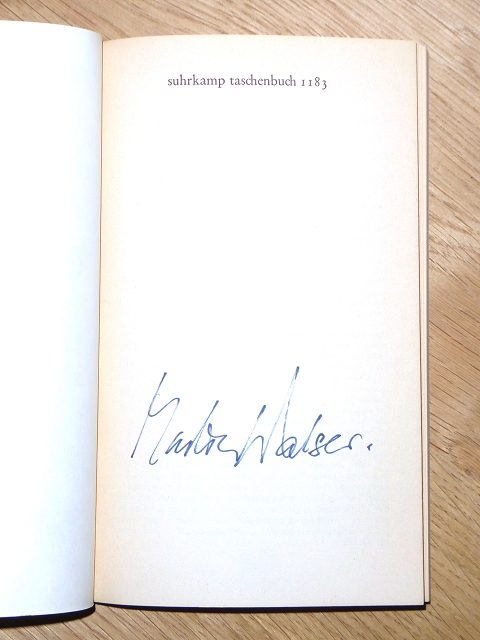 suhrkamp taschenbuch 1183
Martin Walser.